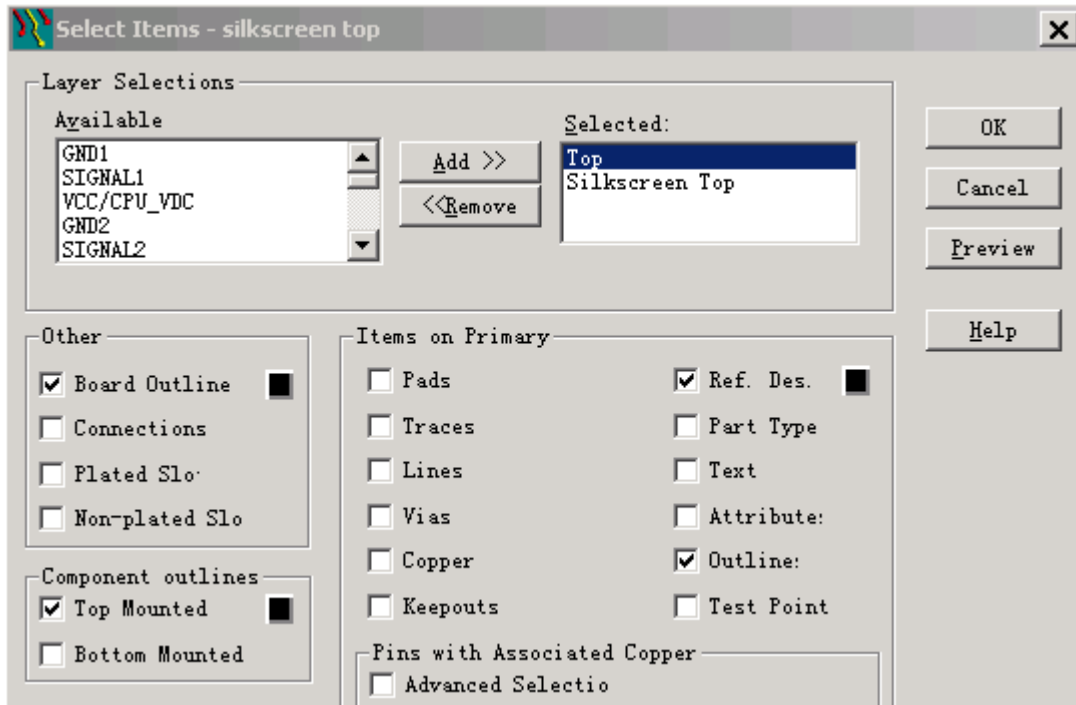 Select Items - silkscreen top
Layer Selections
Available
GND1
SIGNAL1
VCC/CPU_VDC
GND2
SIGNAL2
Add >>
<<Remove
Selected:
Top
Silkscreen Top
OK
Cancel
Preview
Help
Other
Board Outline
Connections
Plated Slo
Non-plated Slo
Component outlines
Top Mounted
Bottom Mounted
Items on Primary
Pads
Traces
Lines
Vias
Copper
Keepouts
Ref. Des.
Part Type
Text
Attribute:
Outline:
Test Point
Pins with Associated Copper
Advanced Selectio